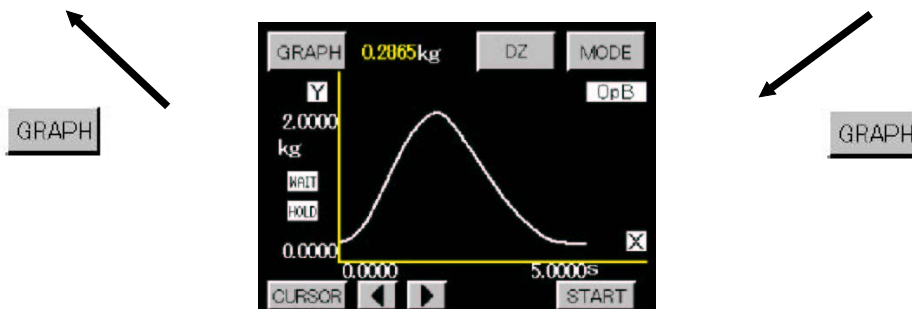 GRAPH 0.2865kg DZ MODE
Y OpB
2.0000
kg
WAIT
HOLD
0.0000 X
0.0000 5.0000s
CURSOR START
GRAPH
GRAPH